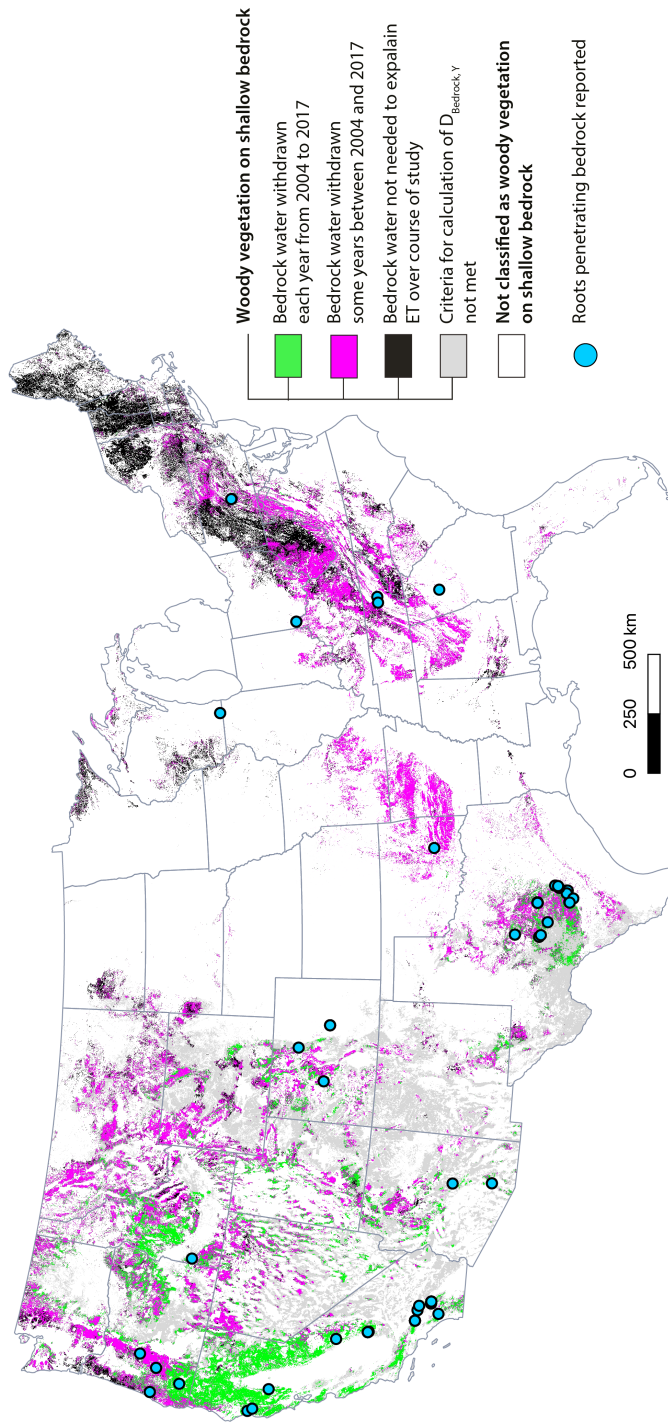 Woody vegetation on shallow bedrock
Bedrock water withdrawn
each year from 2004 to 2017
Bedrock water withdrawn
some years between 2004 and 2017
Bedrock water not needed to expalain
ET over course of study
Criteria for calculation of D Bedrock, Y
not met
Not classified as woody vegetation
on shallow bedrock
Roots penetrating bedrock reported
0 250 500 km